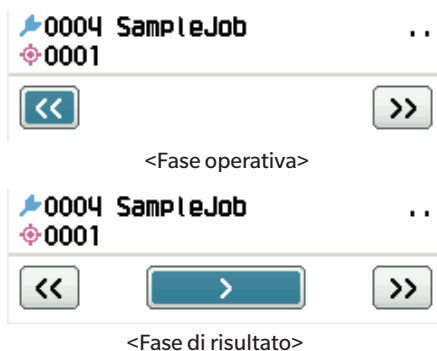 0004 SampleJob ..
0001
<< >>
<Fase operativa>
0004 SampleJob ..
0001
<< > >>
<Fase di risultato>